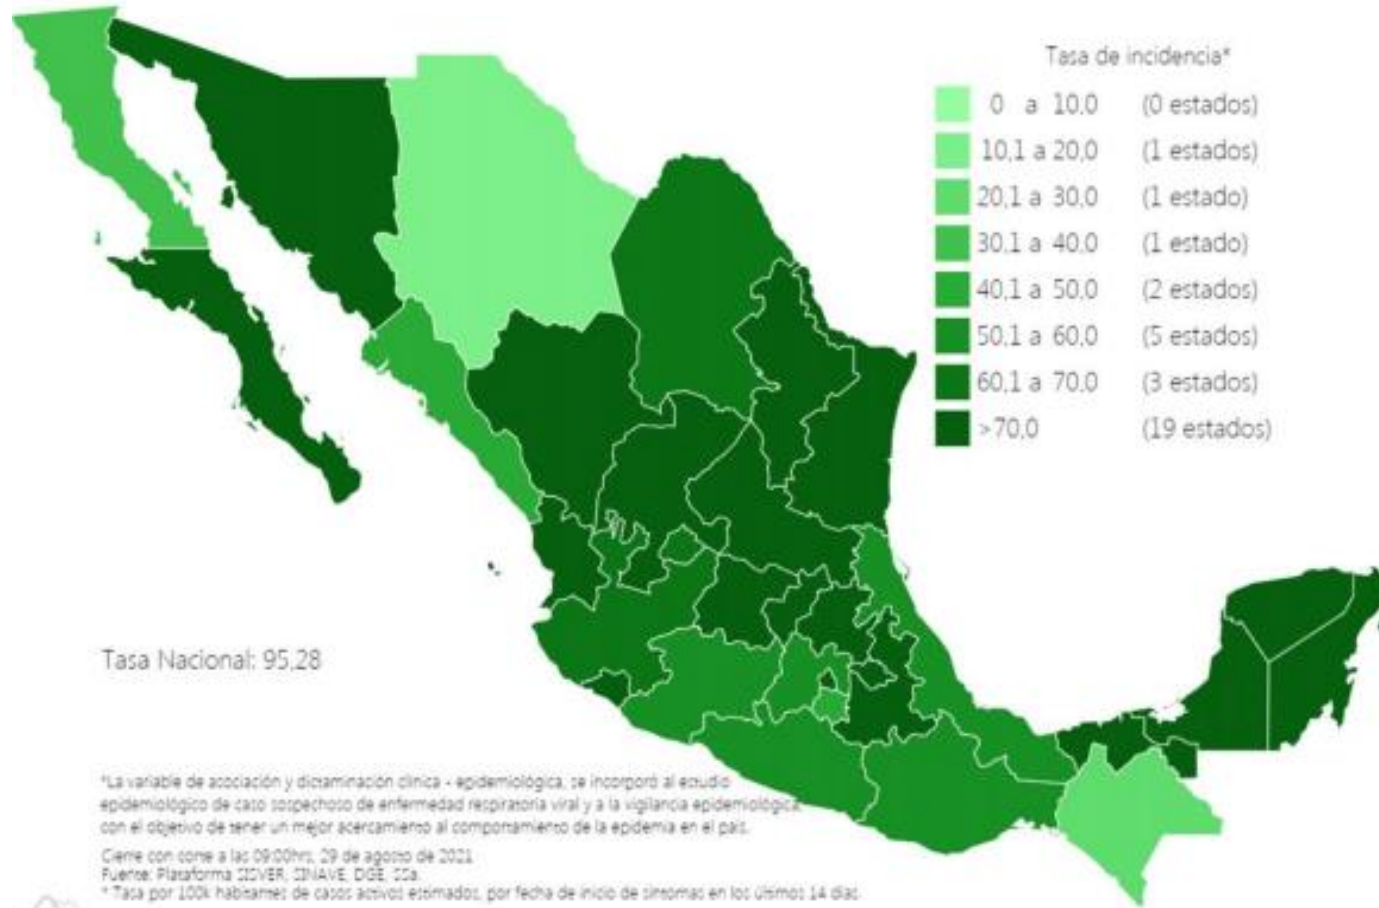 Tasa de incidencia*
0 a 10,0 (0 estados)
10,1 a 20,0 (1 estados)
20,1 a 30,0 (1 estado)
30,1 a 40,0 (1 estado)
40,1 a 50,0 (2 estados)
50,1 a 60,0 (5 estados)
60,1 a 70,0 (3 estados)
>70,0 (19 estados)
Tasa Nacional: 95,28
*La variable de asociación y dictaminación clínica - epidemiológica, se incorporó al estudio
epidemiológico de caso sospechoso de enfermedad respiratoria viral y a la vigilancia epidemiológica
con el objetivo de tener un mejor acercamiento al comportamiento de la epidemia en el país.
Cierre con corte a las 09:00hrs, 29 de agosto de 2021
Fuente: Plataforma SISVER, SINAVE, DGE, SSa.
* Tasa por 100k habitantes de casos activos estimados, por fecha de inicio de síntomas en los últimos 14 días.